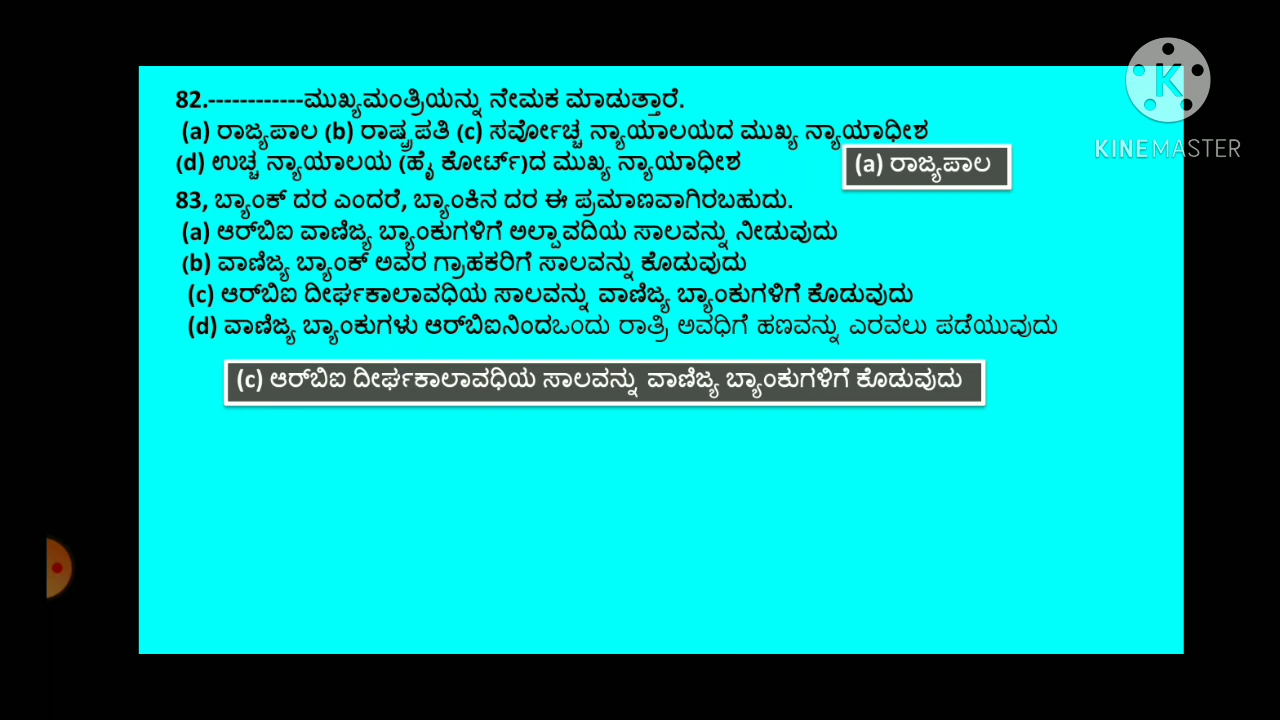 82.------------ಮುಖ್ಯಮಂತ್ರಿಯನ್ನು ನೇಮಕ ಮಾಡುತ್ತಾರೆ.
(a) ರಾಜ್ಯಪಾಲ (b) ರಾಷ್ಟ್ರಪತಿ (c) ಸರ್ವೋಚ್ಚ ನ್ಯಾಯಾಲಯದ ಮುಖ್ಯ ನ್ಯಾಯಾಧೀಶ
(d) ಉಚ್ಚ ನ್ಯಾಯಾಲಯ (ಹೈ ಕೋರ್ಟ್)ದ ಮುಖ್ಯ ನ್ಯಾಯಾಧೀಶ
(a) ರಾಜ್ಯಪಾಲ
83, ಬ್ಯಾಂಕ್ ದರ ಎಂದರೆ, ಬ್ಯಾಂಕಿನ ದರ ಈ ಪ್ರಮಾಣವಾಗಿರಬಹುದು.
(a) ಆರ್‌ಬಿಐ ವಾಣಿಜ್ಯ ಬ್ಯಾಂಕುಗಳಿಗೆ ಅಲ್ಪಾವದಿಯ ಸಾಲವನ್ನು ನೀಡುವುದು
(b) ವಾಣಿಜ್ಯ ಬ್ಯಾಂಕ್ ಅವರ ಗ್ರಾಹಕರಿಗೆ ಸಾಲವನ್ನು ಕೊಡುವುದು
(c) ಆರ್‌ಬಿಐ ದೀರ್ಘಕಾಲಾವಧಿಯ ಸಾಲವನ್ನು ವಾಣಿಜ್ಯ ಬ್ಯಾಂಕುಗಳಿಗೆ ಕೊಡುವುದು
(d) ವಾಣಿಜ್ಯ ಬ್ಯಾಂಕುಗಳು ಆರ್‌ಬಿಐನಿಂದಒಂದು ರಾತ್ರಿ ಅವಧಿಗೆ ಹಣವನ್ನು ಎರವಲು ಪಡೆಯುವುದು
(c) ಆರ್‌ಬಿಐ ದೀರ್ಘಕಾಲಾವಧಿಯ ಸಾಲವನ್ನು ವಾಣಿಜ್ಯ ಬ್ಯಾಂಕುಗಳಿಗೆ ಕೊಡುವುದು
K
KINEMASTER